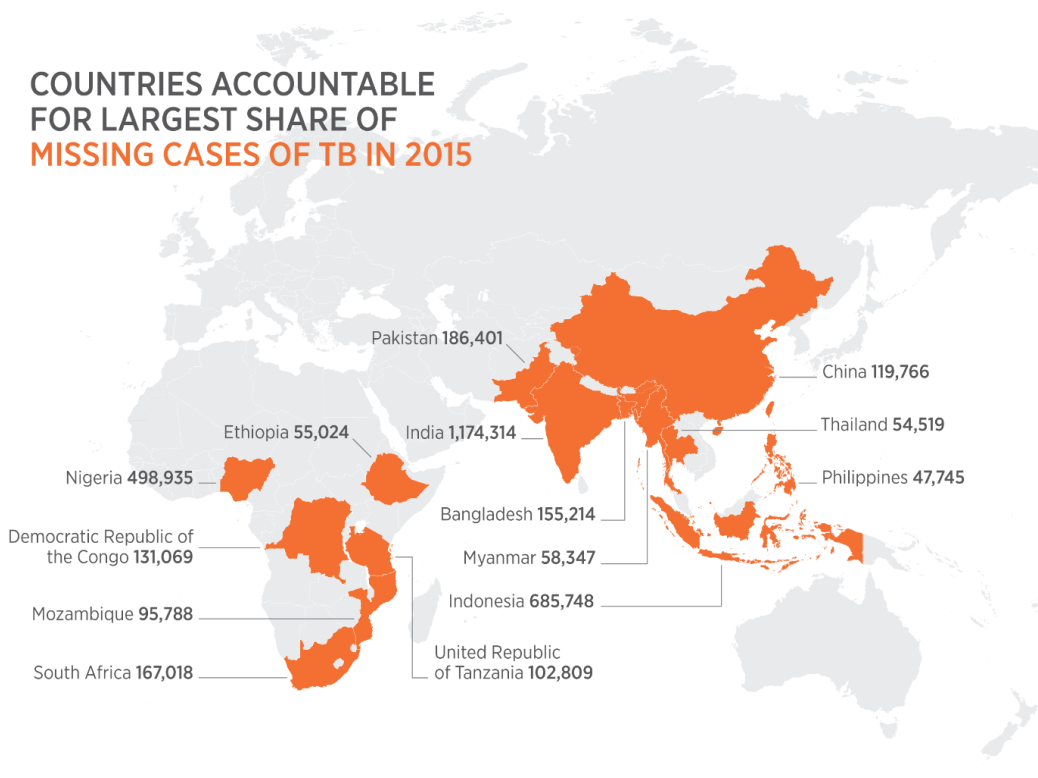 COUNTRIES ACCOUNTABLE
FOR LARGEST SHARE OF
MISSING CASES OF TB IN 2015
Pakistan 186,401
China 119,766
Ethiopia 55,024
India 1,174,314
Thailand 54,519
Nigeria 498,935
Philippines 47,745
Bangladesh 155,214
Democratic Republic of
the Congo 131,069
Myanmar 58,347
Indonesia 685,748
Mozambique 95,788
South Africa 167,018
United Republic
of Tanzania 102,809